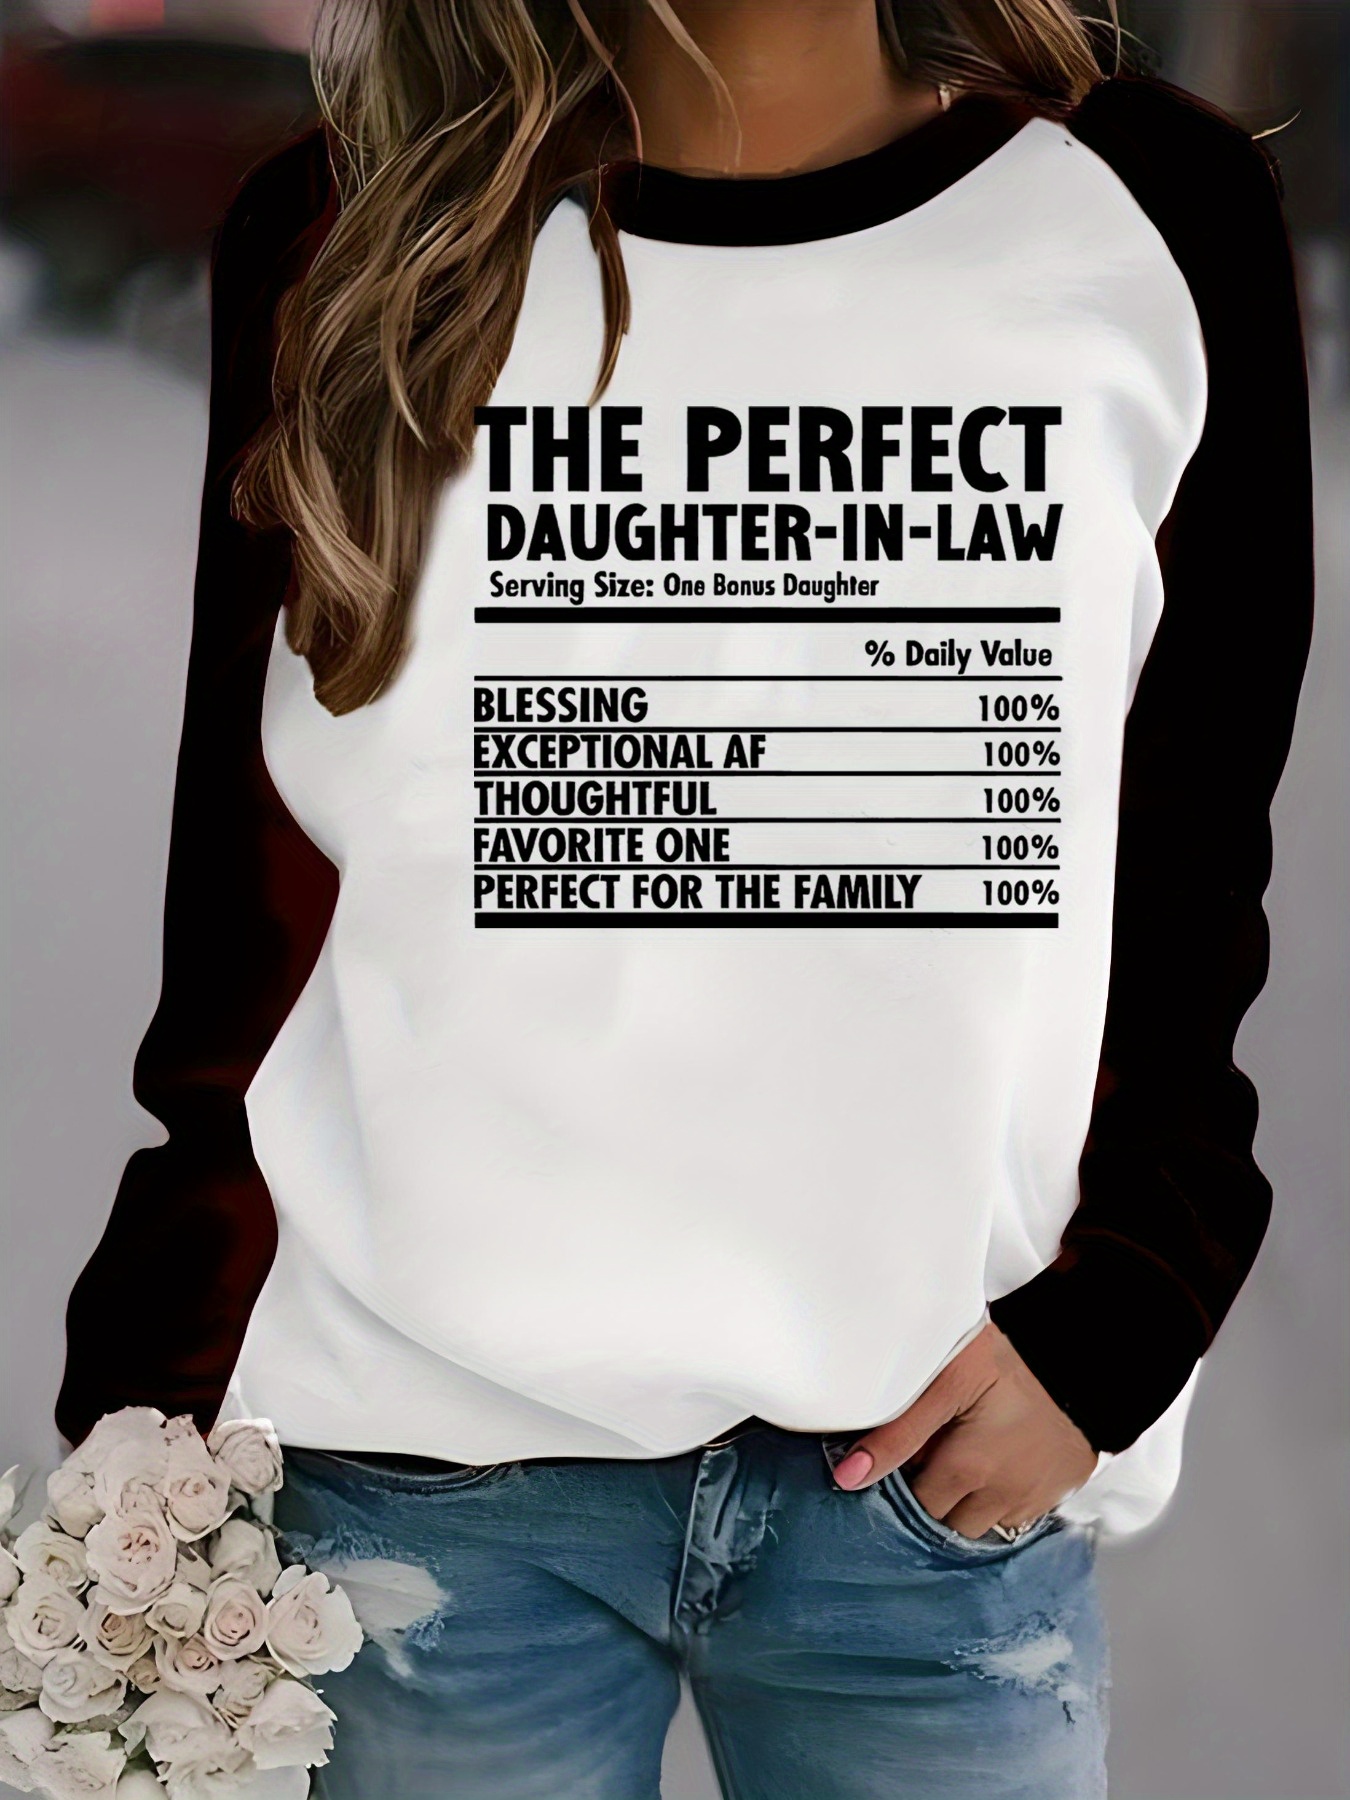 THE PERFECT
DAUGHTER-IN-LAW
Serving Size: One Bonus Daughter
% Daily Value
BLESSING 100%
EXCEPTIONAL AF 100%
THOUGHTFUL 100%
FAVORITE ONE 100%
PERFECT FOR THE FAMILY 100%